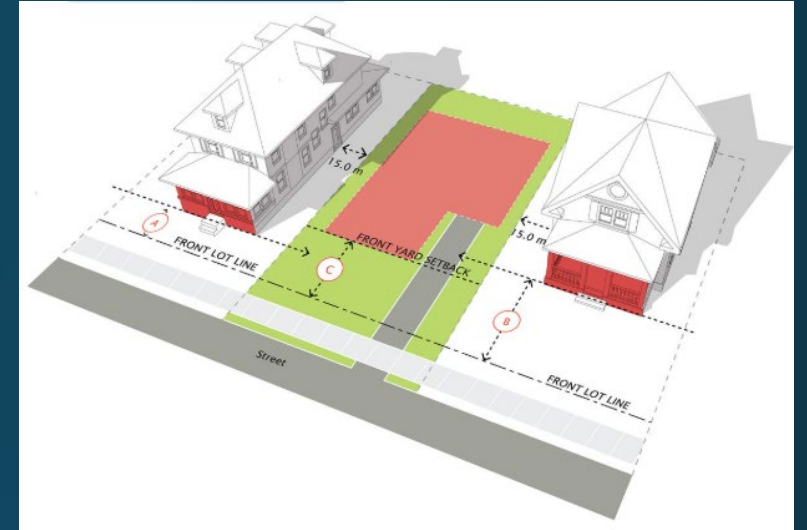 15.0 m
A
FRONT LOT LINE
FRONT YARD SETBACK
15.0 m
C
B
Street
FRONT LOT LINE